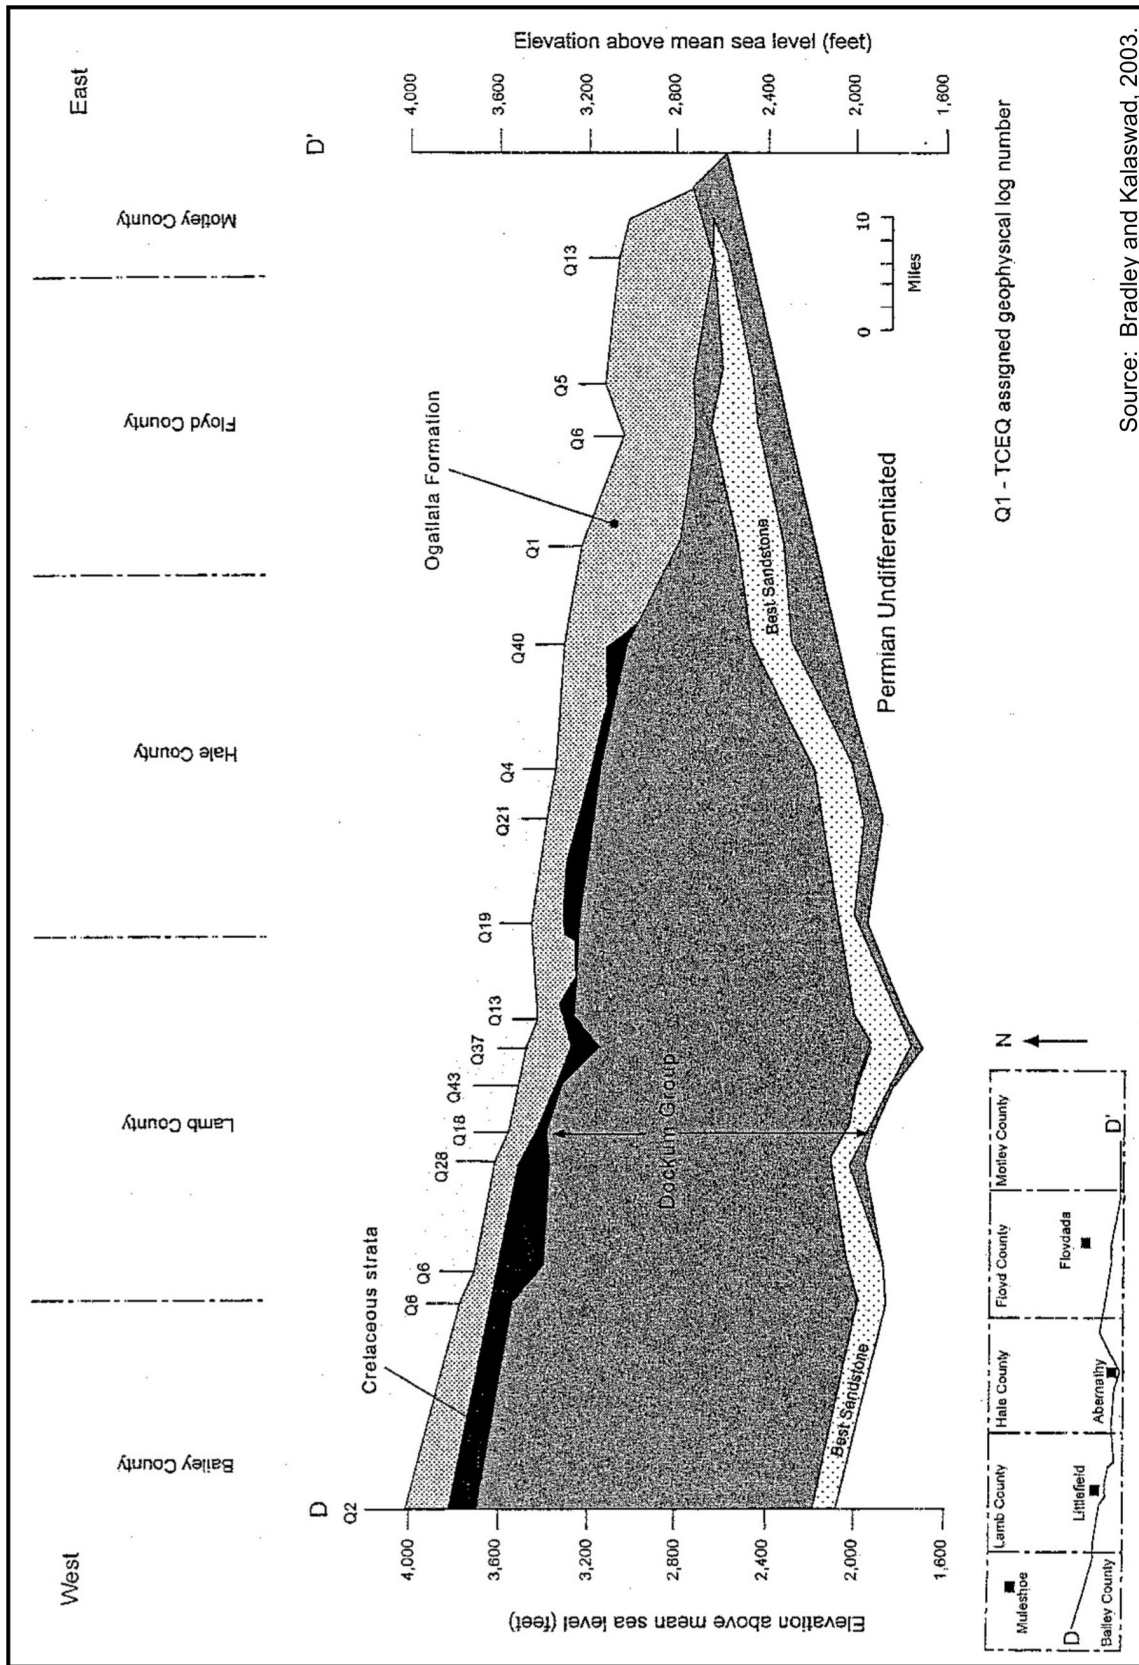 West
East
Bailey County
Lamb County
Hale County
Floyd County
Motley County
D
D'
Elevation above mean sea level (feet)
4,000
3,600
3,200
2,800
2,400
2,000
1,600
Elevation above mean sea level (feet)
4,000
3,600
3,200
2,800
2,400
2,000
1,600
Q2
Q6
Q6
Q28
Q18
Q43
Q37
Q13
Q19
Q21
Q4
Q40
Q1
Q6
Q5
Q13
Cretaceous strata
Ogallala Formation
Dockum Group
Best Sandstone
Best Sandstone
Permian Undifferentiated
0
10
Miles
Q1 - TCEQ assigned geophysical log number
N
Muleshoe
Bailey County
Lamb County
Littlefield
Hale County
Abernathy
Floyd County
Floydada
Motley County
D
D'
Source: Bradley and Kalaswad, 2003.